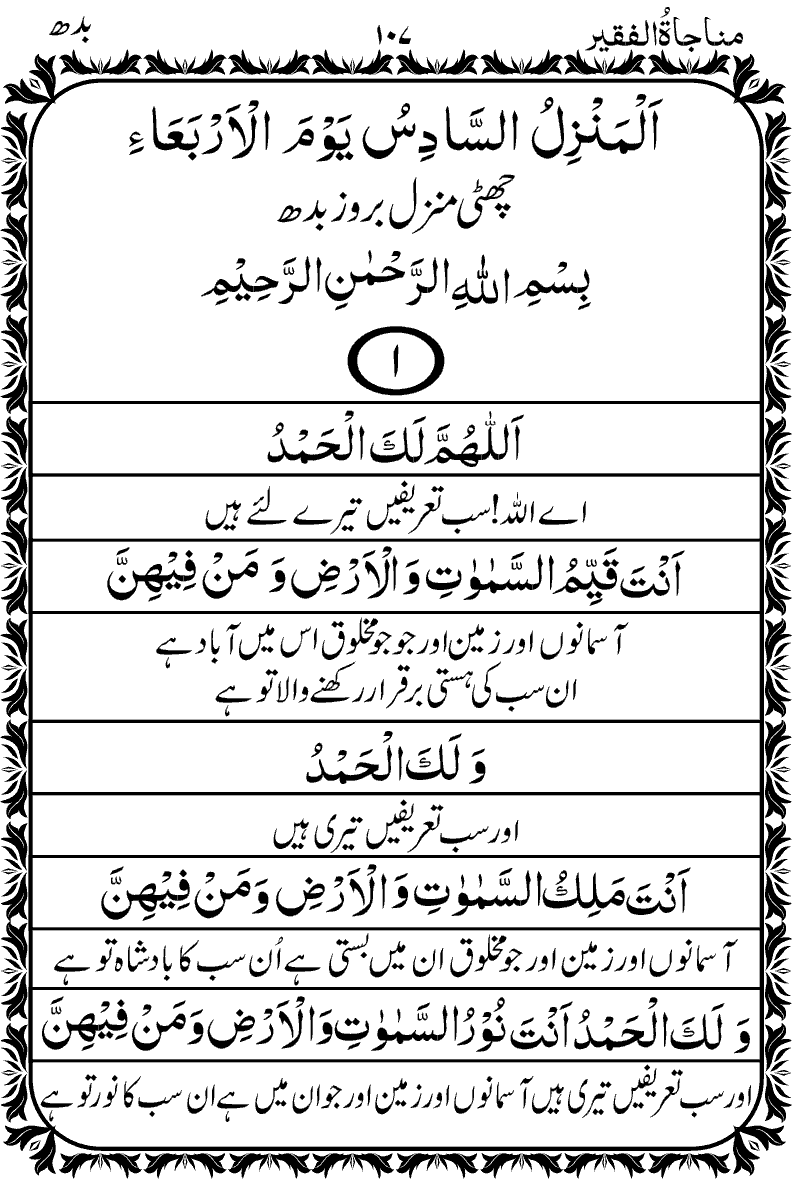 مناجاةُ الفقير
۱۰۷
بدھ
اَلْمَنْزِلُ السَّادِسُ يَوْمَ الْاَرْبَعَاءِ
چھٹی منزل بروز بدھ
بِسْمِ اللهِ الرَّحْمٰنِ الرَّحِيْمِ
۱
اَللّٰهُمَّ لَكَ الْحَمْدُ
اے اللہ! سب تعریفیں تیرے لئے ہیں
اَنْتَ قَيِّمُ السَّمٰوٰتِ وَالْاَرْضِ وَ مَنْ فِيْهِنَّ
آسمانوں اور زمین اور جو جو مخلوق اس میں آباد ہے
ان سب کی ہستی برقرار رکھنے والا تو ہے
وَ لَكَ الْحَمْدُ
اور سب تعریفیں تیری ہیں
اَنْتَ مَلِكُ السَّمٰوٰتِ وَالْاَرْضِ وَمَنْ فِيْهِنَّ
آسمانوں اور زمین اور جو مخلوق ان میں بستی ہے اُن سب کا بادشاہ تو ہے
وَ لَكَ الْحَمْدُ اَنْتَ نُوْرُ السَّمٰوٰتِ وَالْاَرْضِ وَمَنْ فِيْهِنَّ
اور سب تعریفیں تیری ہیں آسمانوں اور زمین اور جو ان میں ہے ان سب کا نور تو ہے